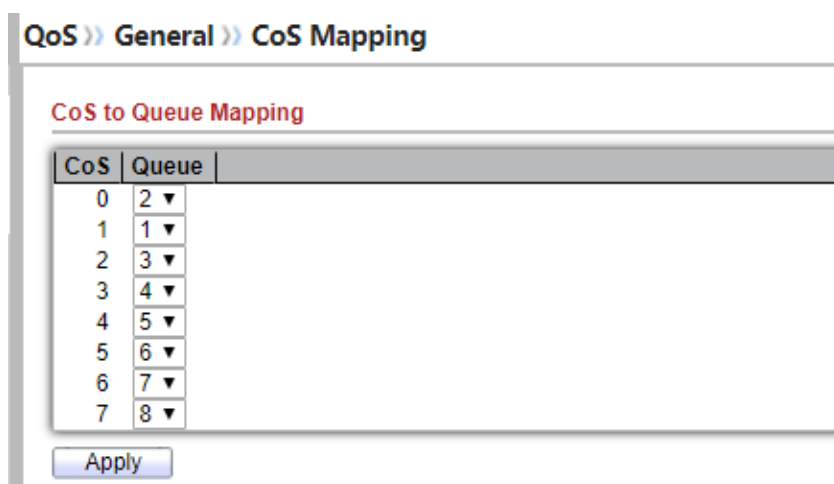 QoS » General » CoS Mapping
CoS to Queue Mapping
CoS Queue
0 2 ▼
1 1 ▼
2 3 ▼
3 4 ▼
4 5 ▼
5 6 ▼
6 7 ▼
7 8 ▼
Apply